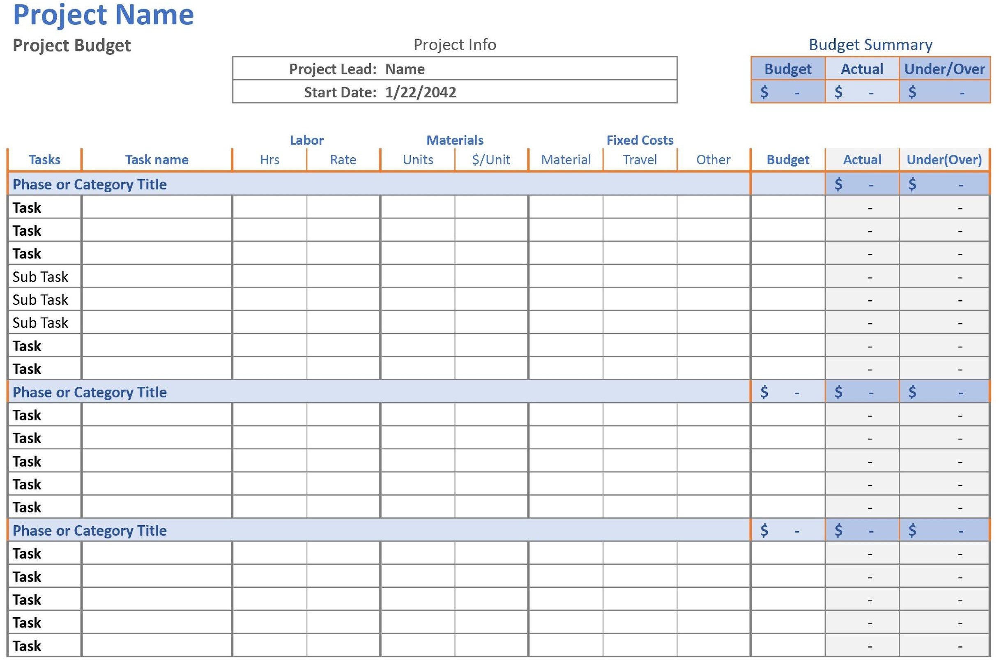 Project Name
Project Budget Project Info Budget Summary
Project Lead: Name Budget Actual Under/Over
Start Date: 1/22/2042 $ - $ - $ -
Labor Materials Fixed Costs
Tasks Task name Hrs Rate Units $/Unit Material Travel Other Budget Actual Under(Over)
Phase or Category Title $ - $ -
Task - -
Task - -
Task - -
Sub Task - -
Sub Task - -
Sub Task - -
Task - -
Task - -
Phase or Category Title $ - $ - $ -
Task - -
Task - -
Task - -
Task - -
Task - -
Phase or Category Title $ - $ - $ -
Task - -
Task - -
Task - -
Task - -
Task - -